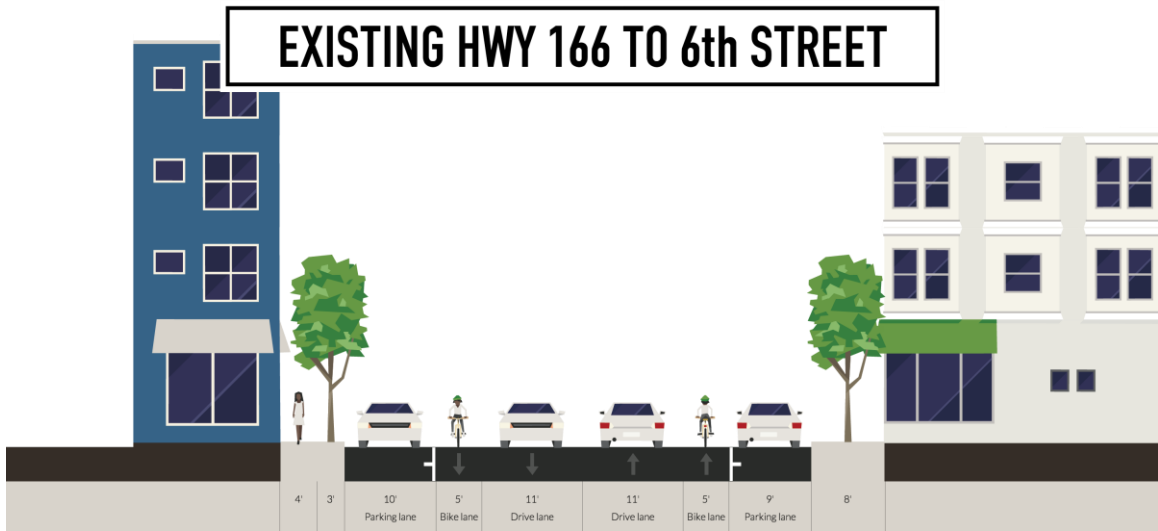 EXISTING HWY 166 TO 6th STREET
4' 3' 10' 5' 11' 11' 5' 9' 8'
Parking lane Bike lane Drive lane Drive lane Bike lane Parking lane